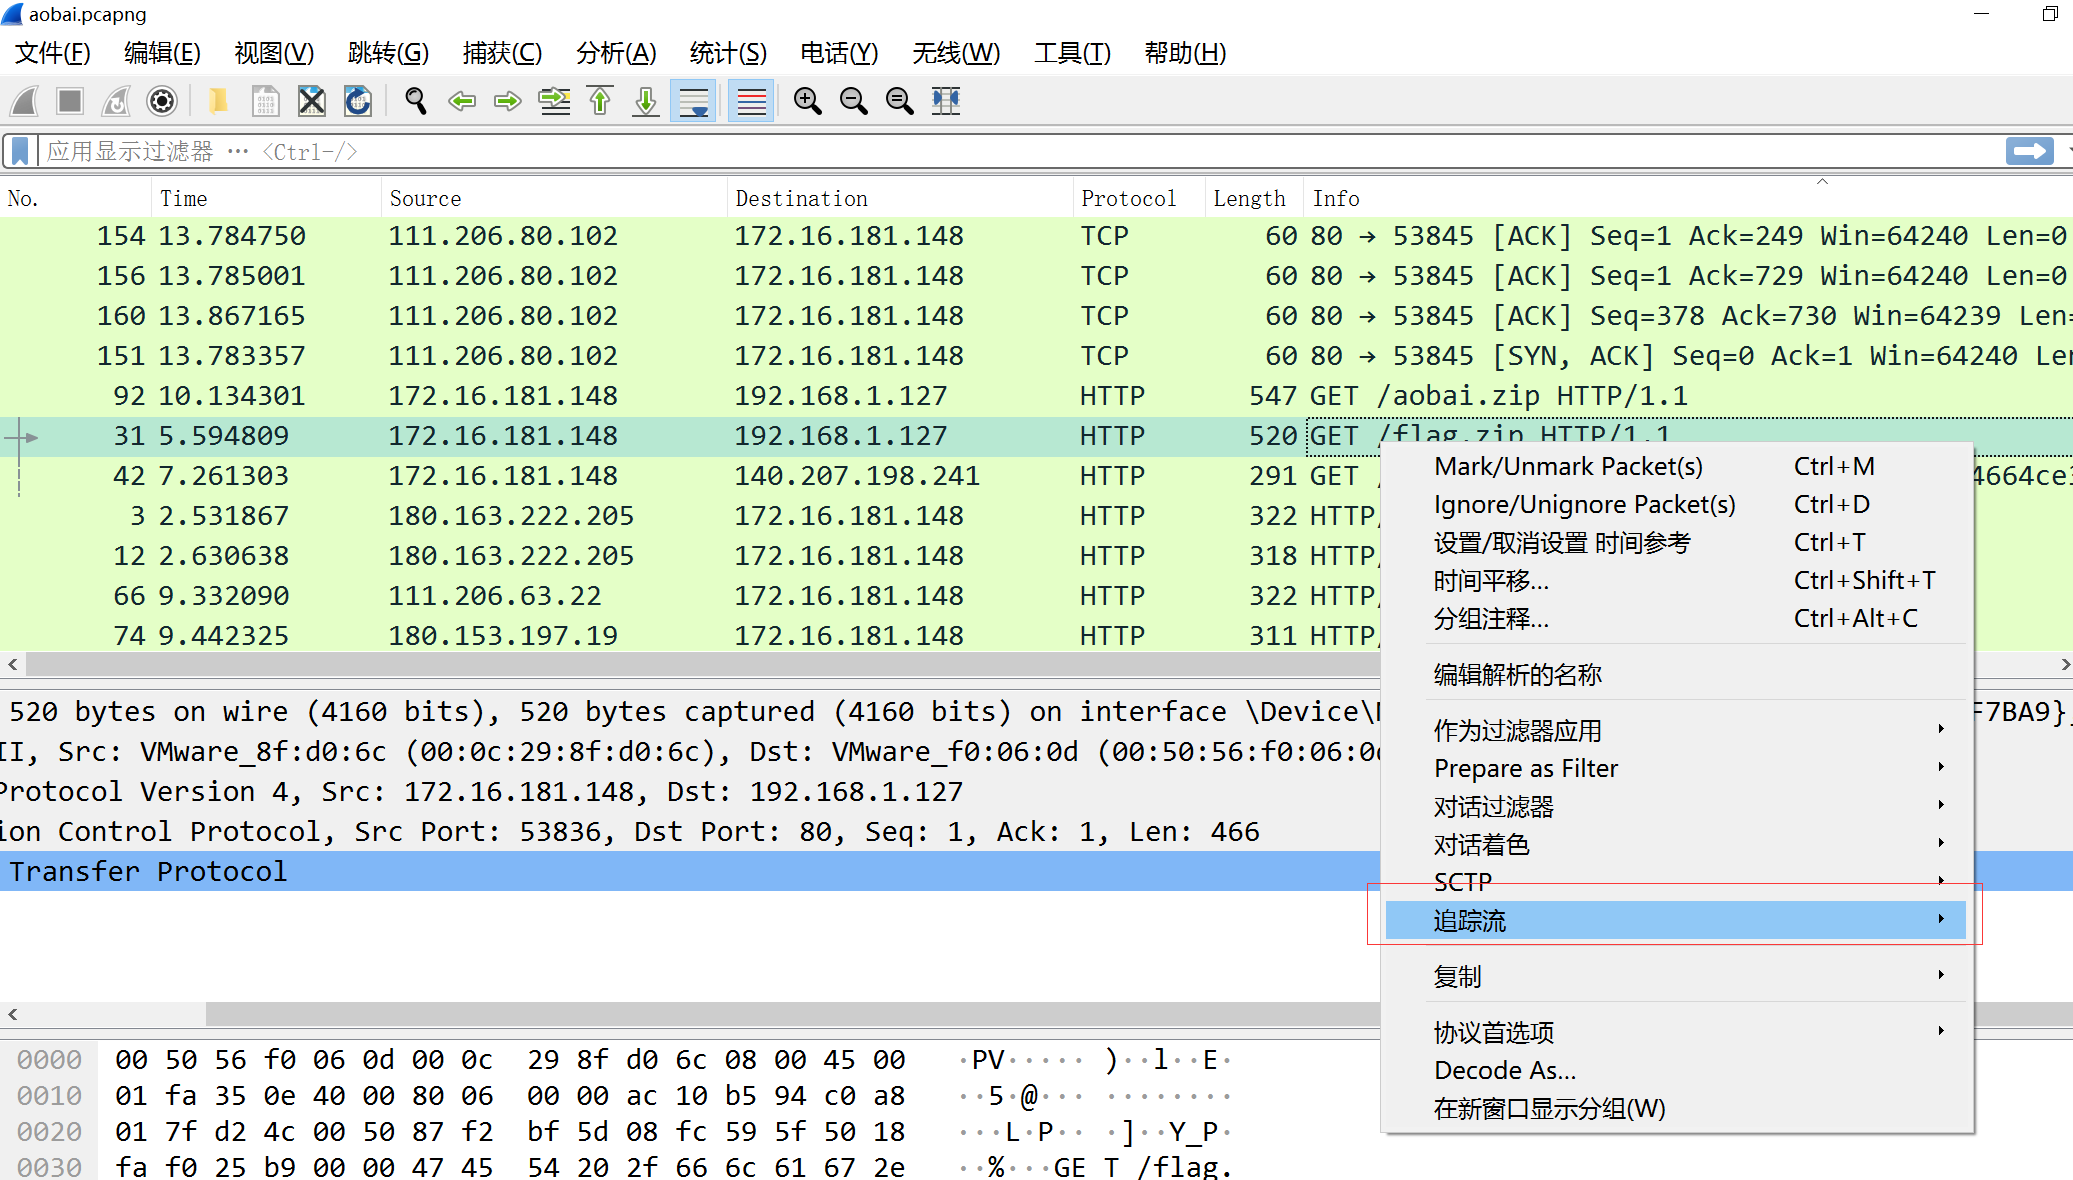 aobai.pcapng
文件(F) 编辑(E) 视图(V) 跳转(G) 捕获(C) 分析(A) 统计(S) 电话(Y) 无线(W) 工具(T) 帮助(H)
应用显示过滤器 … <Ctrl-/>
No. Time Source Destination Protocol Length Info
154 13.784750 111.206.80.102 172.16.181.148 TCP 60 80 → 53845 [ACK] Seq=1 Ack=249 Win=64240 Len=0
156 13.785001 111.206.80.102 172.16.181.148 TCP 60 80 → 53845 [ACK] Seq=1 Ack=729 Win=64240 Len=0
160 13.867165 111.206.80.102 172.16.181.148 TCP 60 80 → 53845 [ACK] Seq=378 Ack=730 Win=64239 Len=
151 13.783357 111.206.80.102 172.16.181.148 TCP 60 80 → 53845 [SYN, ACK] Seq=0 Ack=1 Win=64240 Len
92 10.134301 172.16.181.148 192.168.1.127 HTTP 547 GET /aobai.zip HTTP/1.1
31 5.594809 172.16.181.148 192.168.1.127 HTTP 520 GET /flag.zip HTTP/1.1
42 7.261303 172.16.181.148 140.207.198.241 HTTP 291 GET 4664ce
3 2.531867 180.163.222.205 172.16.181.148 HTTP 322 HTTP/
12 2.630638 180.163.222.205 172.16.181.148 HTTP 318 HTTP/
66 9.332090 111.206.63.22 172.16.181.148 HTTP 322 HTTP/
74 9.442325 180.153.197.19 172.16.181.148 HTTP 311 HTTP/
Mark/Unmark Packet(s) Ctrl+M
Ignore/Unignore Packet(s) Ctrl+D
设置/取消设置 时间参考 Ctrl+T
时间平移... Ctrl+Shift+T
分组注释... Ctrl+Alt+C
编辑解析的名称
作为过滤器应用
Prepare as Filter
对话过滤器
对话着色
SCTP
追踪流
复制
协议首选项
Decode As...
在新窗口显示分组(W)
520 bytes on wire (4160 bits), 520 bytes captured (4160 bits) on interface \Device\ F7BA9},
II, Src: VMware_8f:d0:6c (00:0c:29:8f:d0:6c), Dst: VMware_f0:06:0d (00:50:56:f0:06:0
Protocol Version 4, Src: 172.16.181.148, Dst: 192.168.1.127
ion Control Protocol, Src Port: 53836, Dst Port: 80, Seq: 1, Ack: 1, Len: 466
Transfer Protocol
0000 00 50 56 f0 06 0d 00 0c 29 8f d0 6c 08 00 45 00 ·PV····· )··l··E·
0010 01 fa 35 0e 40 00 80 06 00 00 ac 10 b5 94 c0 a8 ··5·@··· ········
0020 01 7f d2 4c 00 50 87 f2 bf 5d 08 fc 59 5f 50 18 ···L·P·· ·]··Y_P·
0030 fa f0 25 b9 00 00 47 45 54 20 2f 66 6c 61 67 2e ··%···GE T /flag.